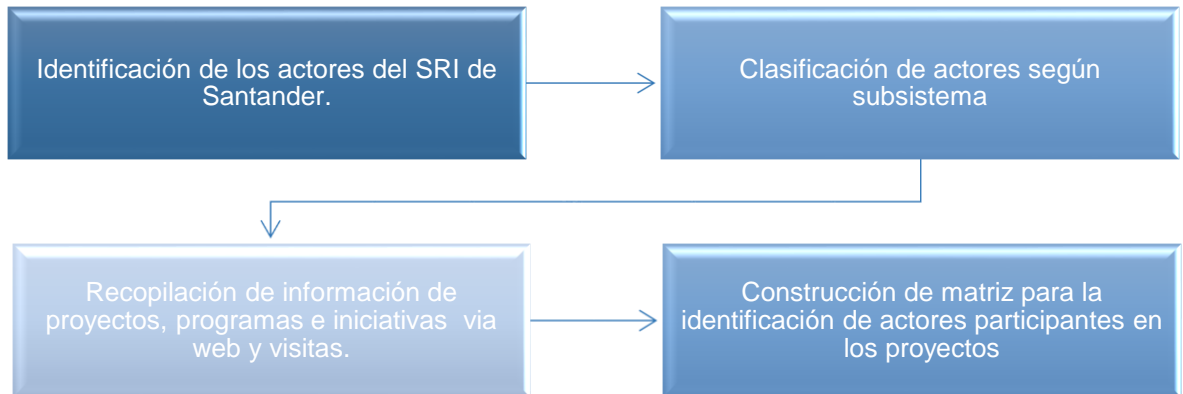 Identificación de los actores del SRI de
Santander.
Clasificación de actores según
subsistema
Recopilación de información de
proyectos, programas e iniciativas  via
web y visitas.
Construcción de matriz para la
identificación de actores participantes en
los proyectos